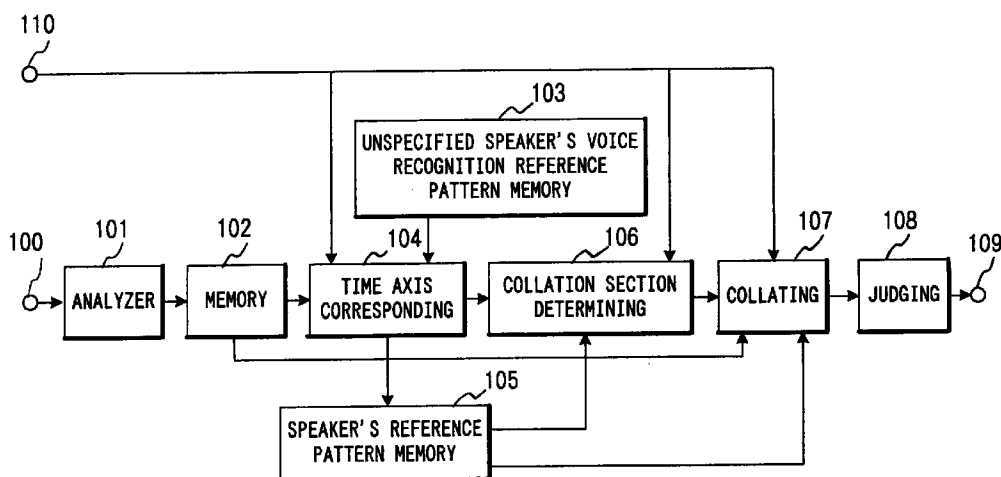 110
103
UNSPECIFIED SPEAKER'S VOICE
RECOGNITION REFERENCE
PATTERN MEMORY
100
101
102
104
106
107
108
109
ANALYZER
MEMORY
TIME AXIS
CORRESPONDING
COLLATION SECTION
DETERMINING
COLLATING
JUDGING
105
SPEAKER'S REFERENCE
PATTERN MEMORY